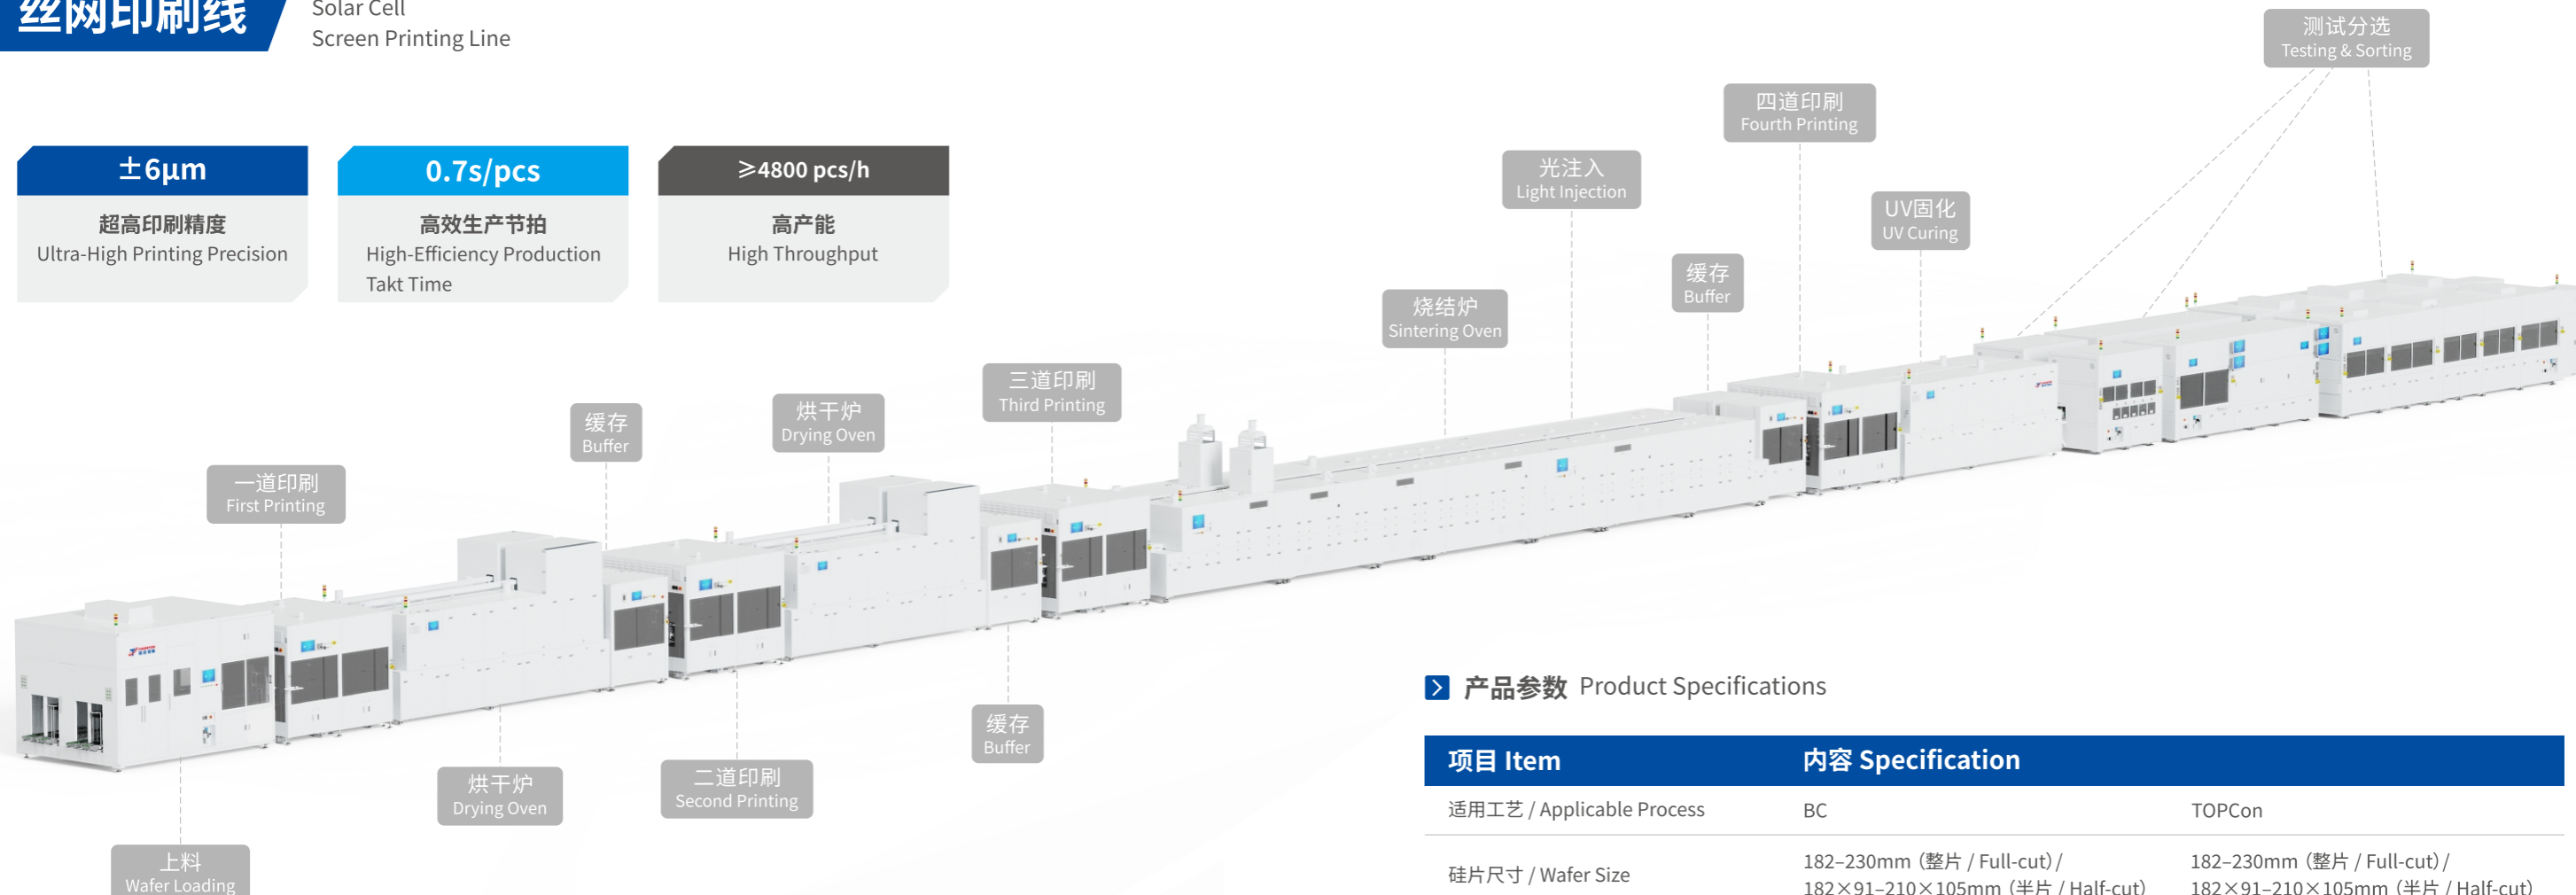 丝网印刷线
Solar Cell
Screen Printing Line
±6μm
超高印刷精度
Ultra-High Printing Precision
0.7s/pcs
高效生产节拍
High-Efficiency Production
Takt Time
≥4800 pcs/h
高产能
High Throughput
测试分选
Testing & Sorting
四道印刷
Fourth Printing
光注入
Light Injection
UV固化
UV Curing
缓存
Buffer
烧结炉
Sintering Oven
三道印刷
Third Printing
烘干炉
Drying Oven
缓存
Buffer
一道印刷
First Printing
缓存
Buffer
二道印刷
Second Printing
烘干炉
Drying Oven
上料
Wafer Loading
产品参数 Product Specifications
项目 Item 内容 Specification
适用工艺 / Applicable Process BC TOPCon
硅片尺寸 / Wafer Size
182–230mm (整片 / Full-cut) / 182–230mm (整片 / Full-cut) /
182×91–210×105mm (半片 / Half-cut) 182×91–210×105mm (半片 / Half-cut)